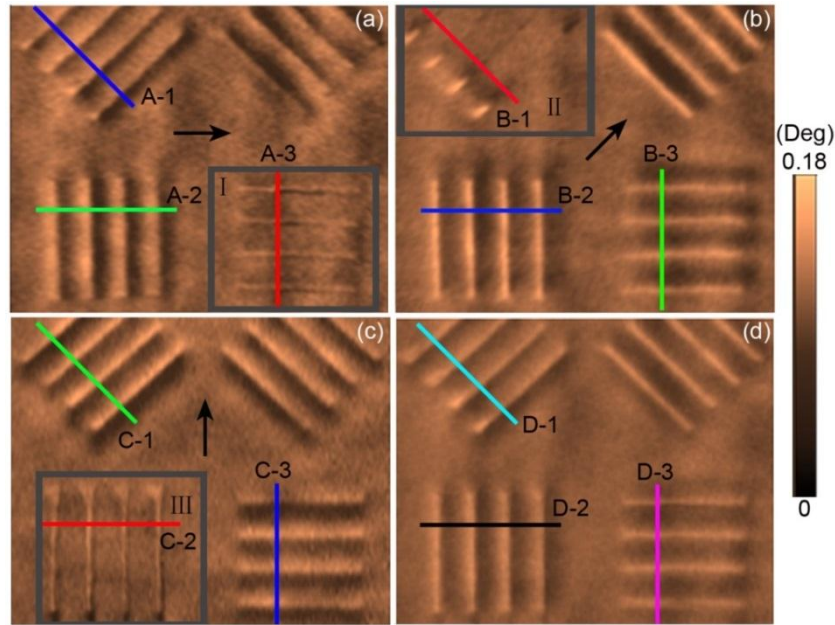 (a)
A-1
A-3
I
A-2
(b)
II
B-1
B-3
B-2
(Deg)
0.18
0
(c)
C-1
C-3
III
C-2
(d)
D-1
D-3
D-2